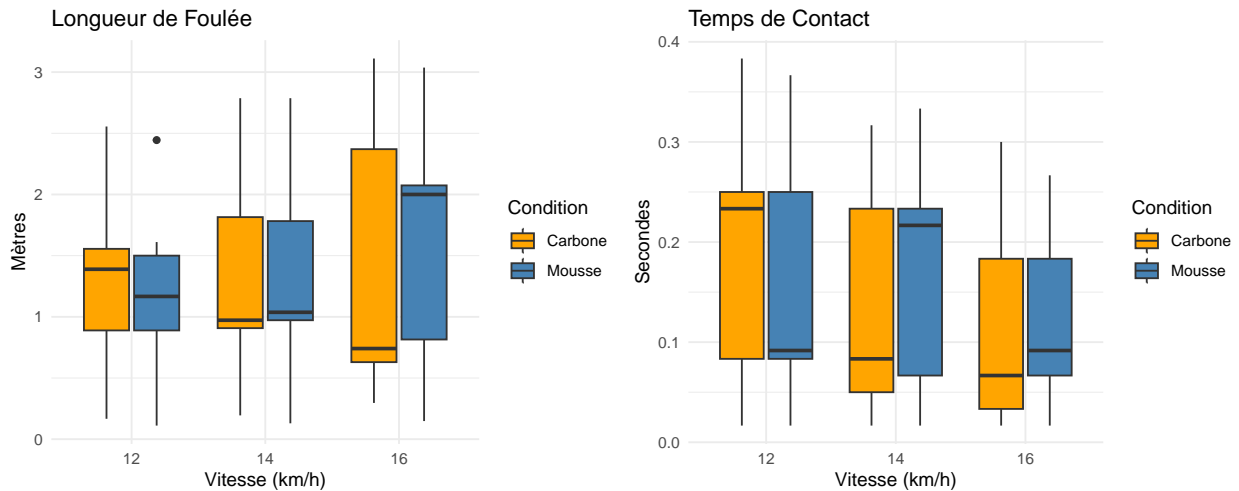 Longueur de Foulée
Mètres
3
2
1
0
12
14
16
Vitesse (km/h)
Condition
Carbone
Mousse
Temps de Contact
Secondes
0.4
0.3
0.2
0.1
0.0
12
14
16
Vitesse (km/h)
Condition
Carbone
Mousse